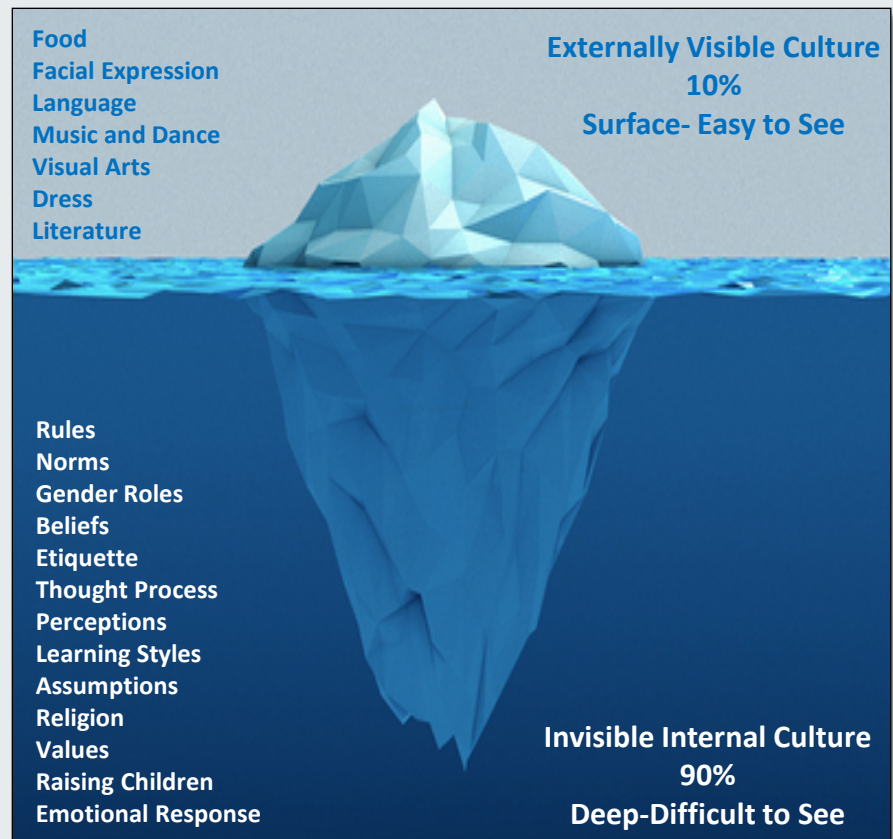 Food
Facial Expression
Language
Music and Dance
Visual Arts
Dress
Literature
Externally Visible Culture
10%
Surface- Easy to See
Rules
Norms
Gender Roles
Beliefs
Etiquette
Thought Process
Perceptions
Learning Styles
Assumptions
Religion
Values
Raising Children
Emotional Response
Invisible Internal Culture
90%
Deep-Difficult to See